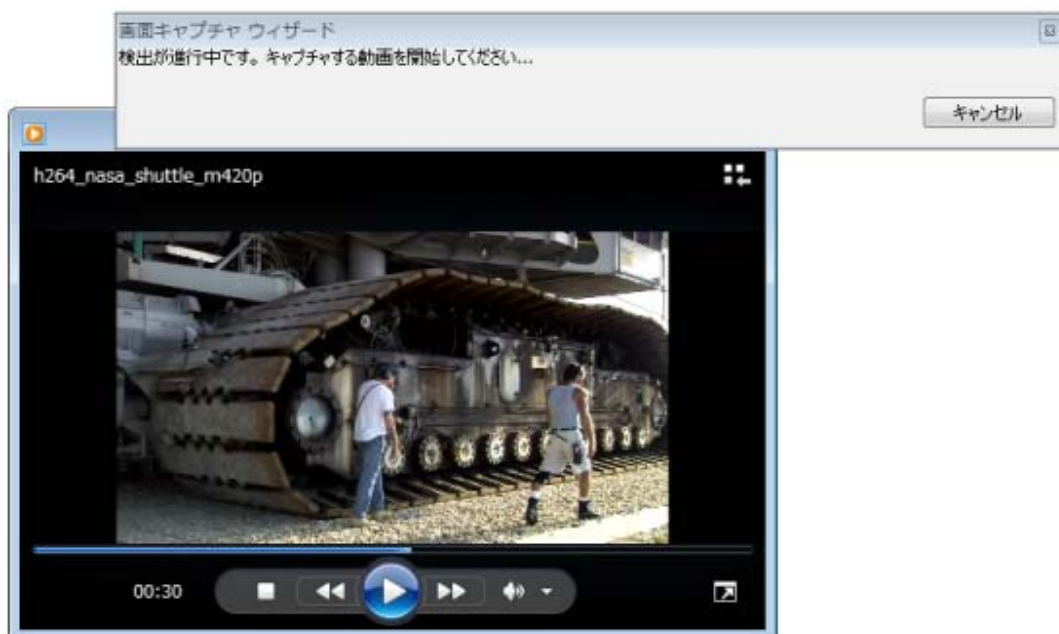 画面キャプチャ ウィザード
検出が進行中です。キャプチャする動画を開始してください...
キャンセル
h264_nasa_shuttle_m420p
00:30